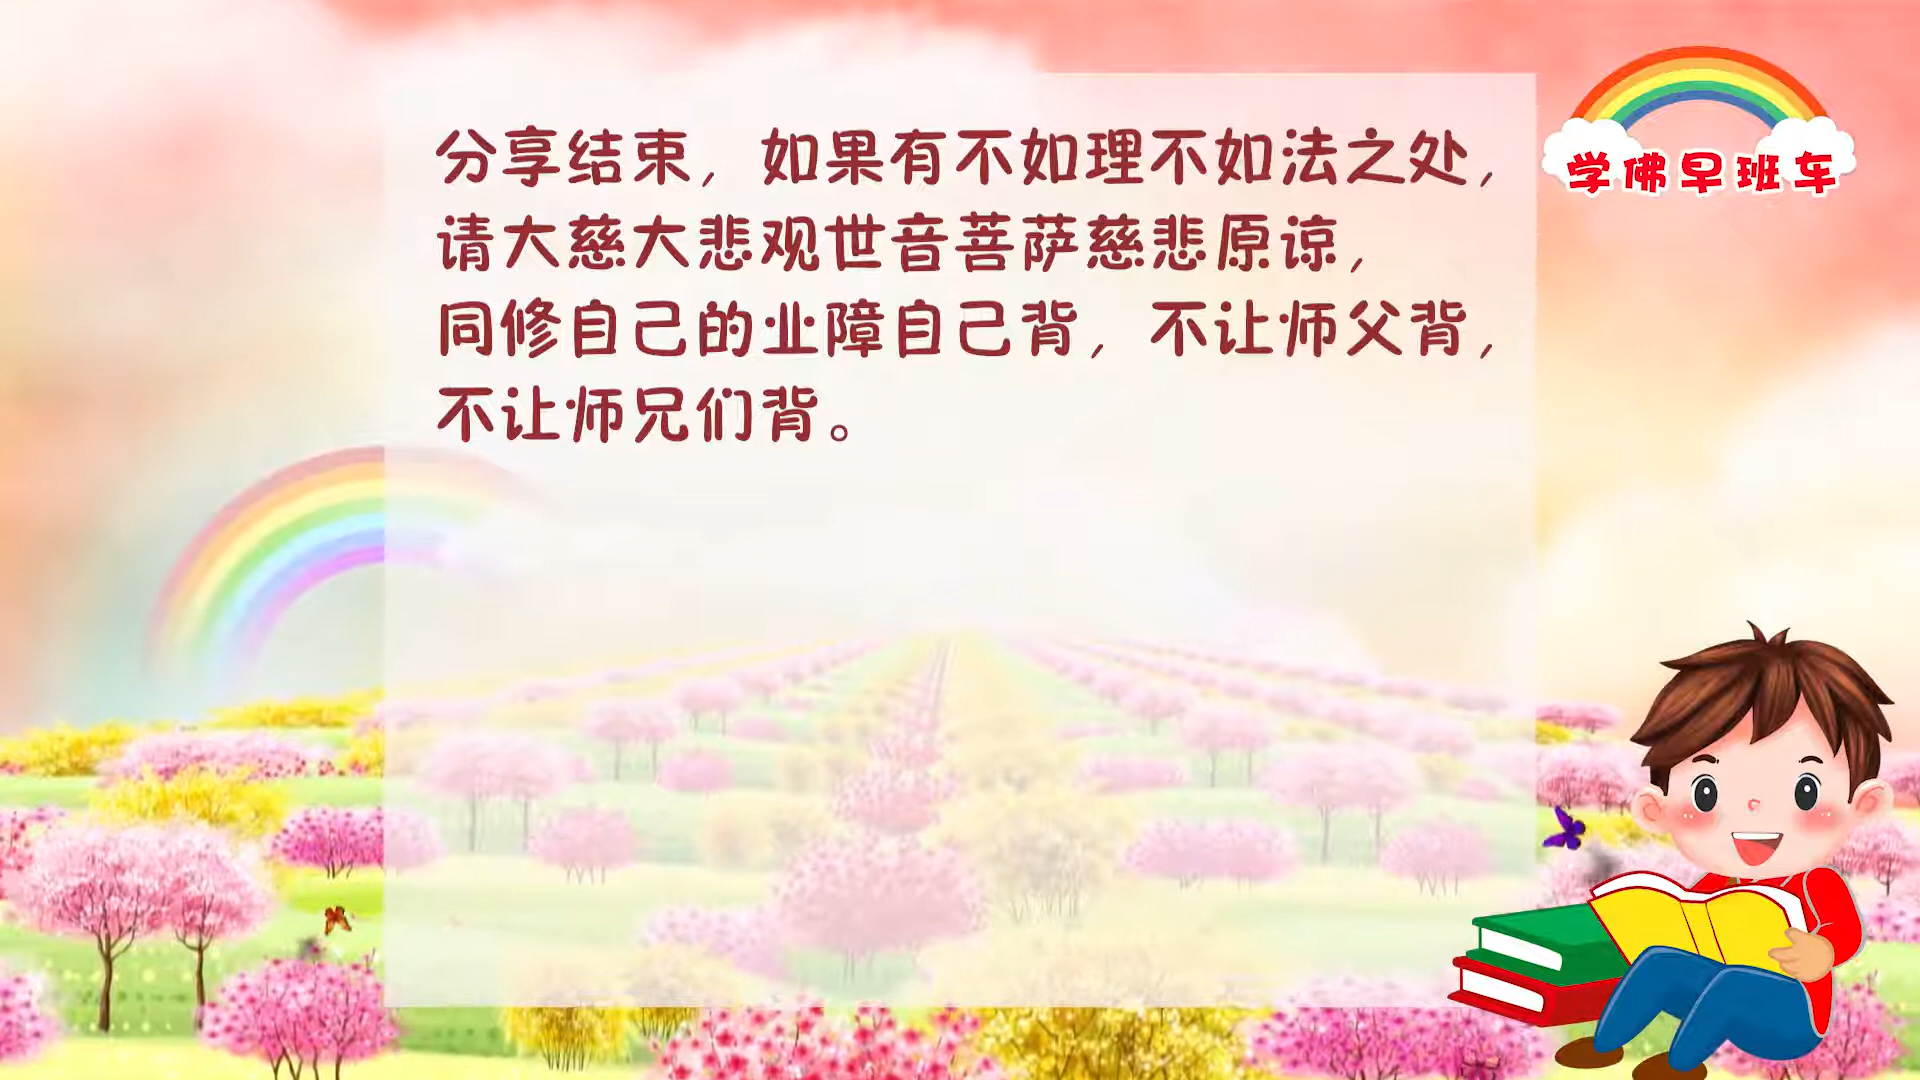 分享结束，如果有不如理不如法之处，
请大慈大悲观世音菩萨慈悲原谅，
同修自己的业障自己背，不让师父背，
不让师兄们背。
学佛早班车